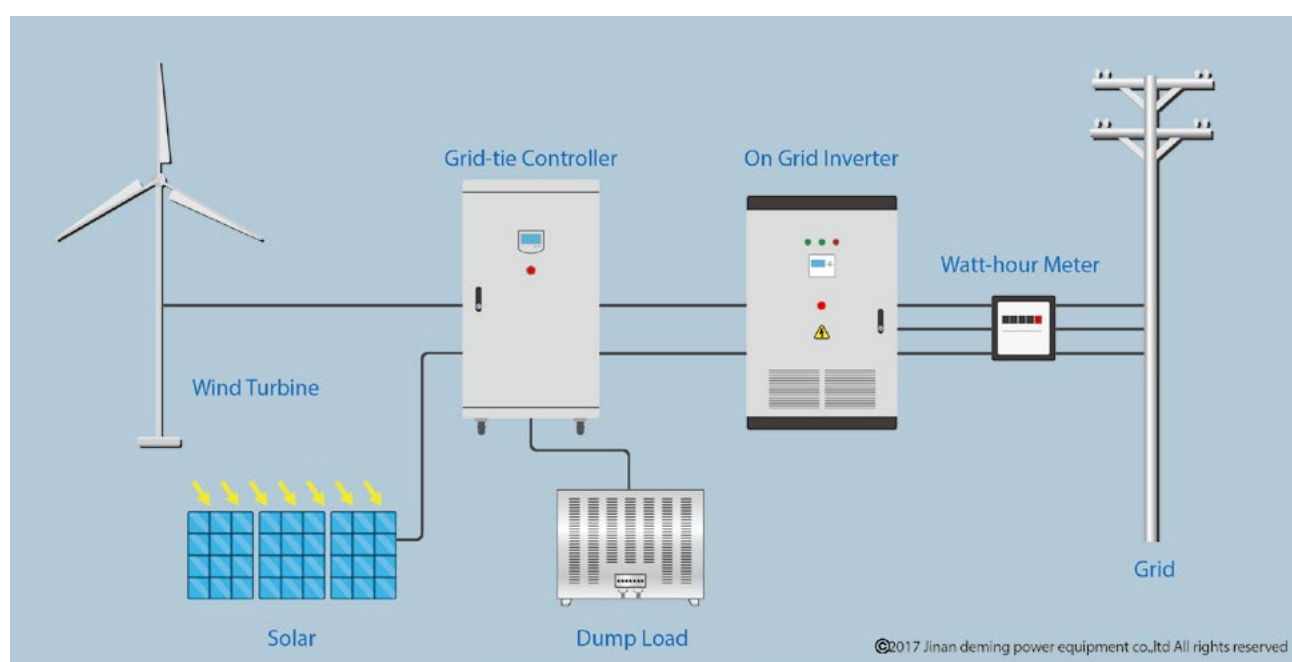 Grid-tie Controller
On Grid Inverter
Watt-hour Meter
Wind Turbine
Grid
Solar
Dump Load
©2017 Jinan deming power equipment co.,ltd All rights reserved